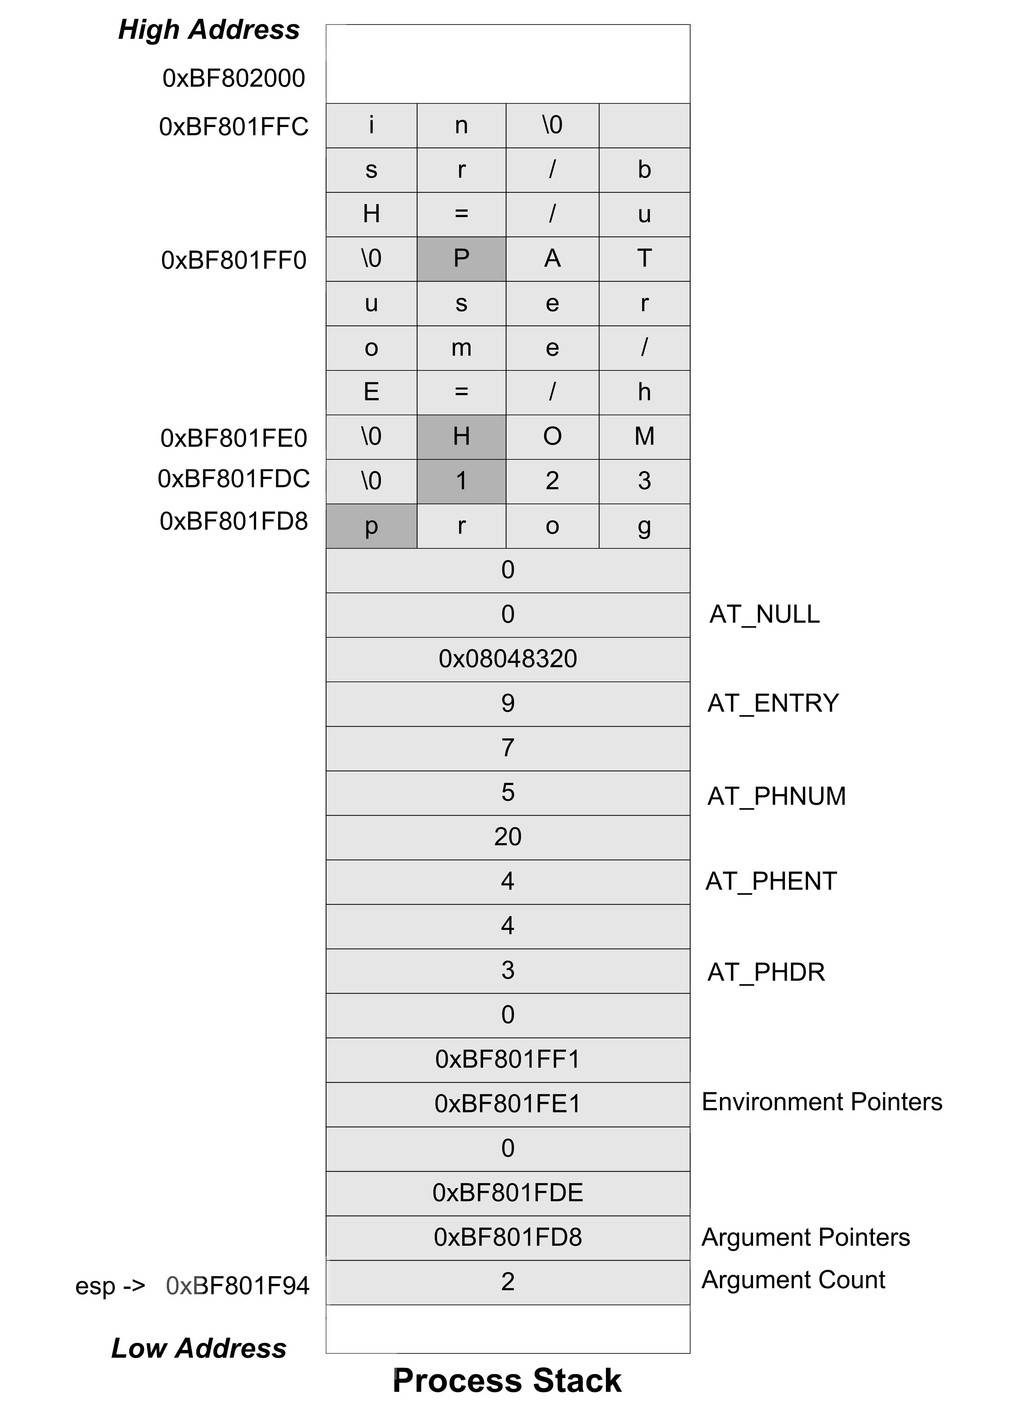 High Address
0xBF802000
0xBF801FFC i n \0
s r / b
H = / u
0xBF801FF0 \0 P A T
u s e r
o m e /
E = / h
0xBF801FE0 \0 H O M
0xBF801FDC \0 1 2 3
0xBF801FD8 p r o g
0
0 AT_NULL
0x08048320
9 AT_ENTRY
7
5 AT_PHNUM
20
4 AT_PHENT
4
3 AT_PHDR
0
0xBF801FF1
0xBF801FE1 Environment Pointers
0
0xBF801FDE
0xBF801FD8 Argument Pointers
esp -> 0xBF801F94 2 Argument Count
Low Address
Process Stack